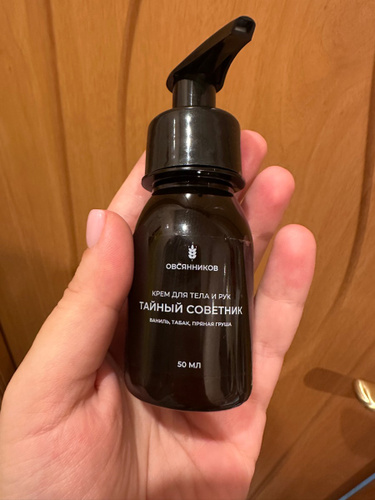 ОВСЯННИКОВ
КРЕМ ДЛЯ ТЕЛА И РУК
ТАЙНЫЙ СОВЕТНИК
ВАНИЛЬ, ТАБАК, ПРЯНАЯ ГРУША
50 МЛ